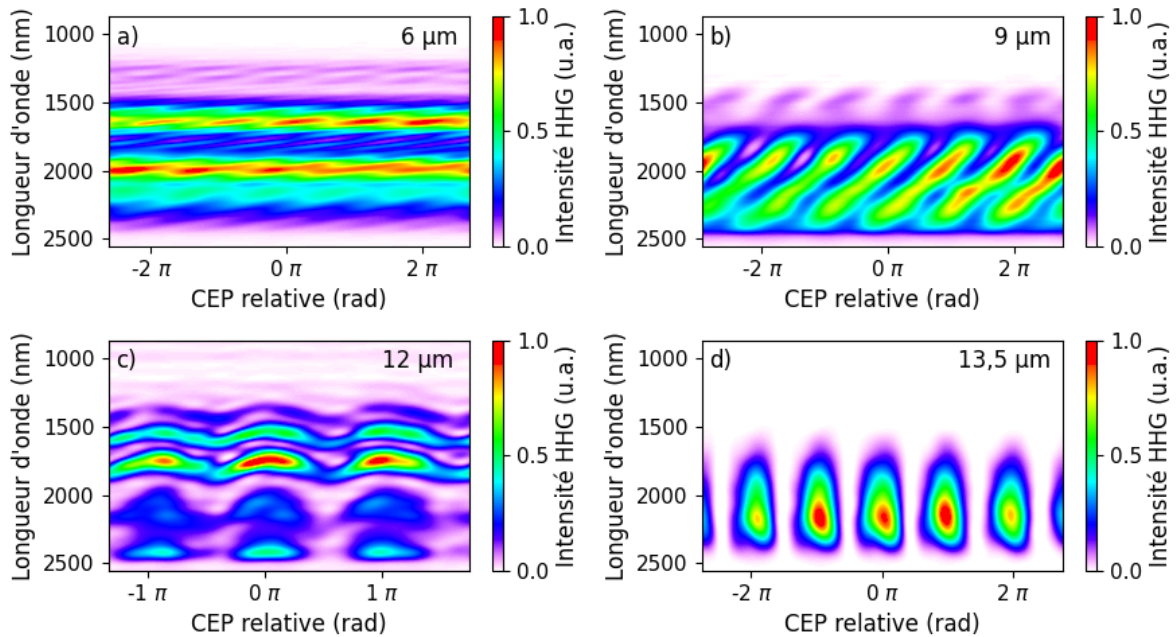 a)
6 µm
1000
1500
2000
2500
Longueur d'onde (nm)
-2 π
0 π
2 π
CEP relative (rad)
1.0
0.5
0.0
Intensité HHG (u.a.)
b)
9 µm
1000
1500
2000
2500
Longueur d'onde (nm)
-2 π
0 π
2 π
CEP relative (rad)
1.0
0.5
0.0
Intensité HHG (u.a.)
c)
12 µm
1000
1500
2000
2500
Longueur d'onde (nm)
-1 π
0 π
1 π
CEP relative (rad)
1.0
0.5
0.0
Intensité HHG (u.a.)
d)
13,5 µm
1000
1500
2000
2500
Longueur d'onde (nm)
-2 π
0 π
2 π
CEP relative (rad)
1.0
0.5
0.0
Intensité HHG (u.a.)